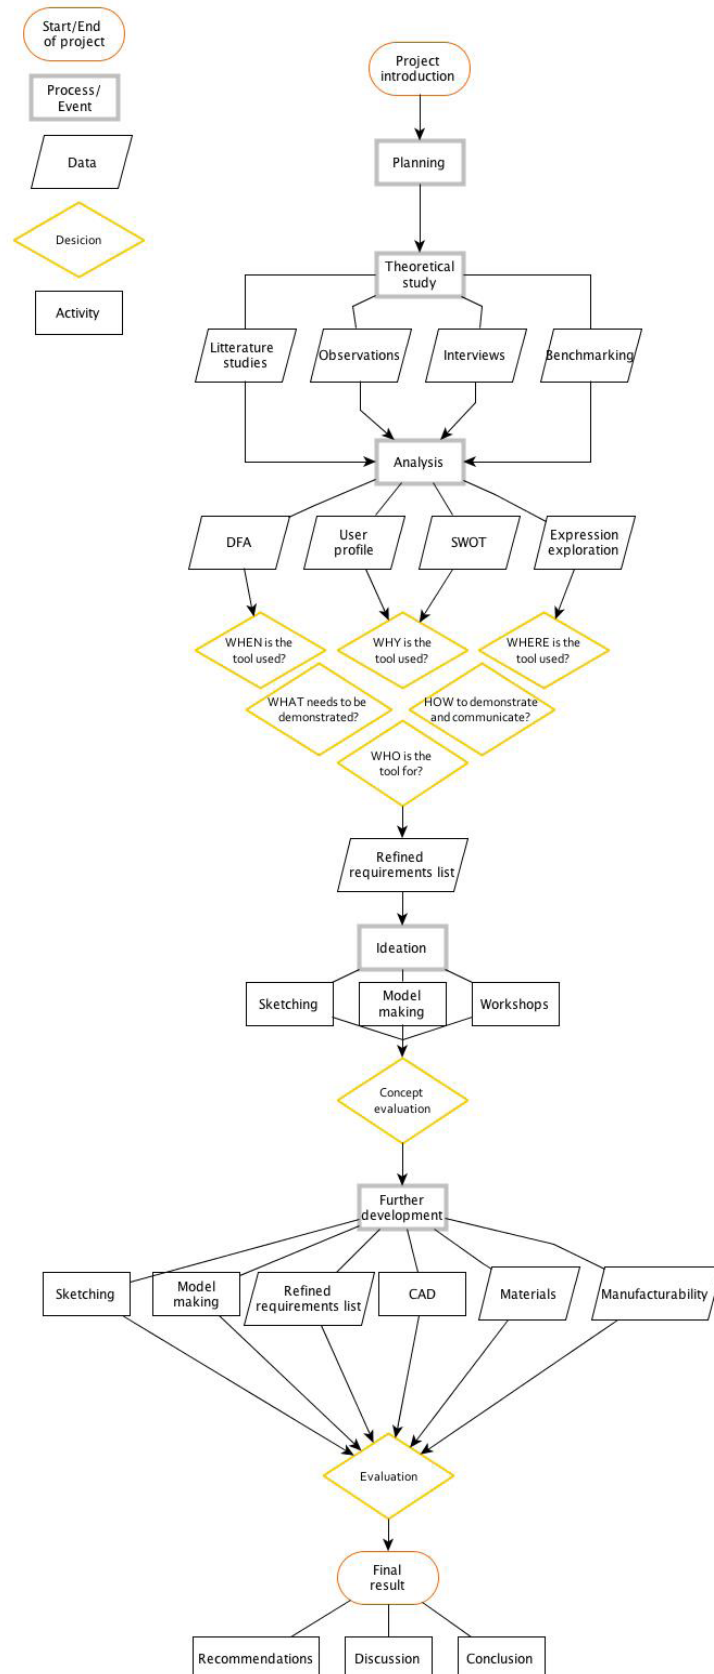 Start/End
of project
Process/
Event
Data
Desicion
Activity
Project
introduction
Planning
Theoretical
study
Litterature
studies
Observations
Interviews
Benchmarking
Analysis
DFA
User
profile
SWOT
Expression
exploration
WHEN is the
tool used?
WHY is the
tool used?
WHERE is the
tool used?
WHAT needs to be
demonstrated?
HOW to demonstrate
and communicate?
WHO is the
tool for?
Refined
requirements list
Ideation
Sketching
Model
making
Workshops
Concept
evaluation
Further
development
Sketching
Model
making
Refined
requirements list
CAD
Materials
Manufacturability
Evaluation
Final
result
Recommendations
Discussion
Conclusion